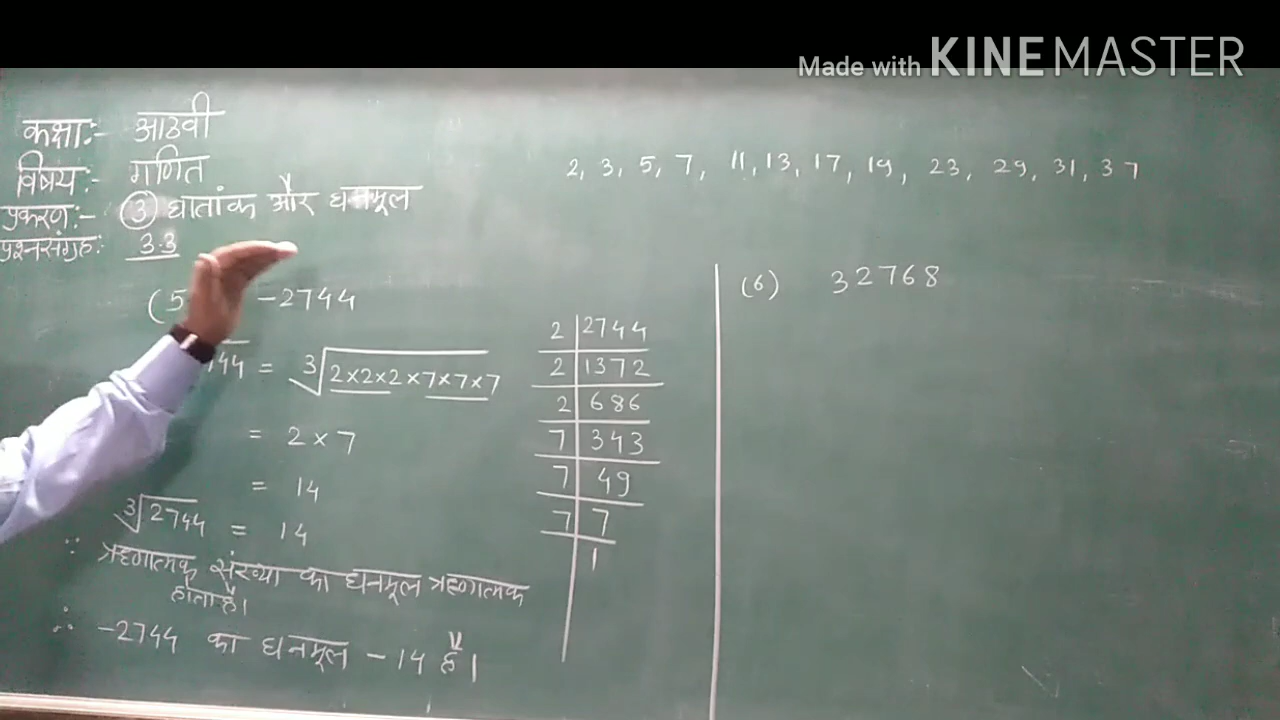 Made with KINEMASTER
कक्षाः- आठवी
विषयः- गणित
प्रकरणः- ③ घातांक और घनमूल
प्रश्नसंग्रहः 3.3
2, 3, 5, 7, 11, 13, 17, 19, 23, 29, 31, 37
(5 -2744
744 = ∛2×2×2×7×7×7
= 2 × 7
= 14
∛2744 = 14
∵ ऋणात्मक संख्या का घनमूल ऋणात्मक
होता है।
∴ -2744 का घनमूल -14 है।
2 | 2744
2 | 1372
2 | 686
7 | 343
7 | 49
7 | 7
| 1
(6) 32768